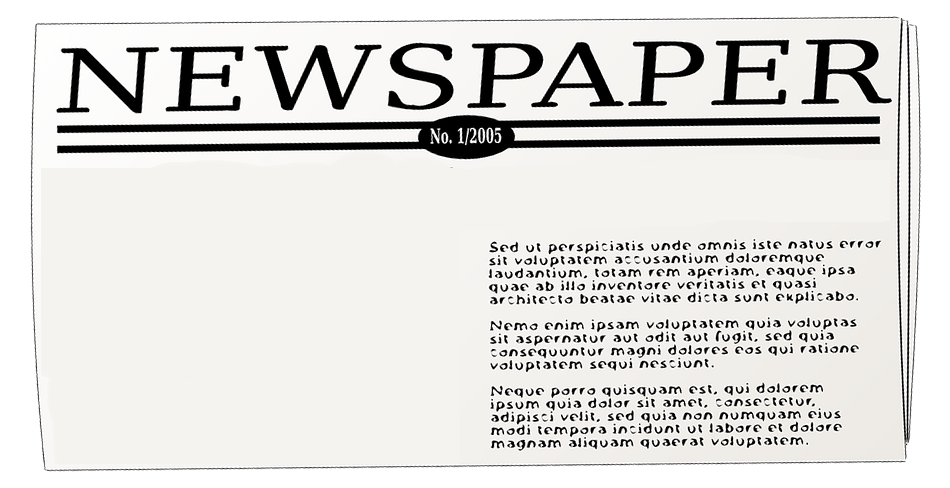 NEWSPAPER
No. 1/2005
Sed ut perspiciatis unde omnis iste natus error
sit voluptatem accusantium doloremque
laudantium, totam rem aperiam, eaque ipsa
quae ab illo inventore veritatis et quasi
architecto beatae vitae dicta sunt explicabo.
Nemo enim ipsam voluptatem quia voluptas
sit aspernatur aut odit aut fugit, sed quia
consequuntur magni dolores eos qui ratione
voluptatem sequi nesciunt.
Neque porro quisquam est, qui dolorem
ipsum quia dolor sit amet, consectetur,
adipisci velit, sed quia non numquam eius
modi tempora incidunt ut labore et dolore
magnam aliquam quaerat voluptatem.